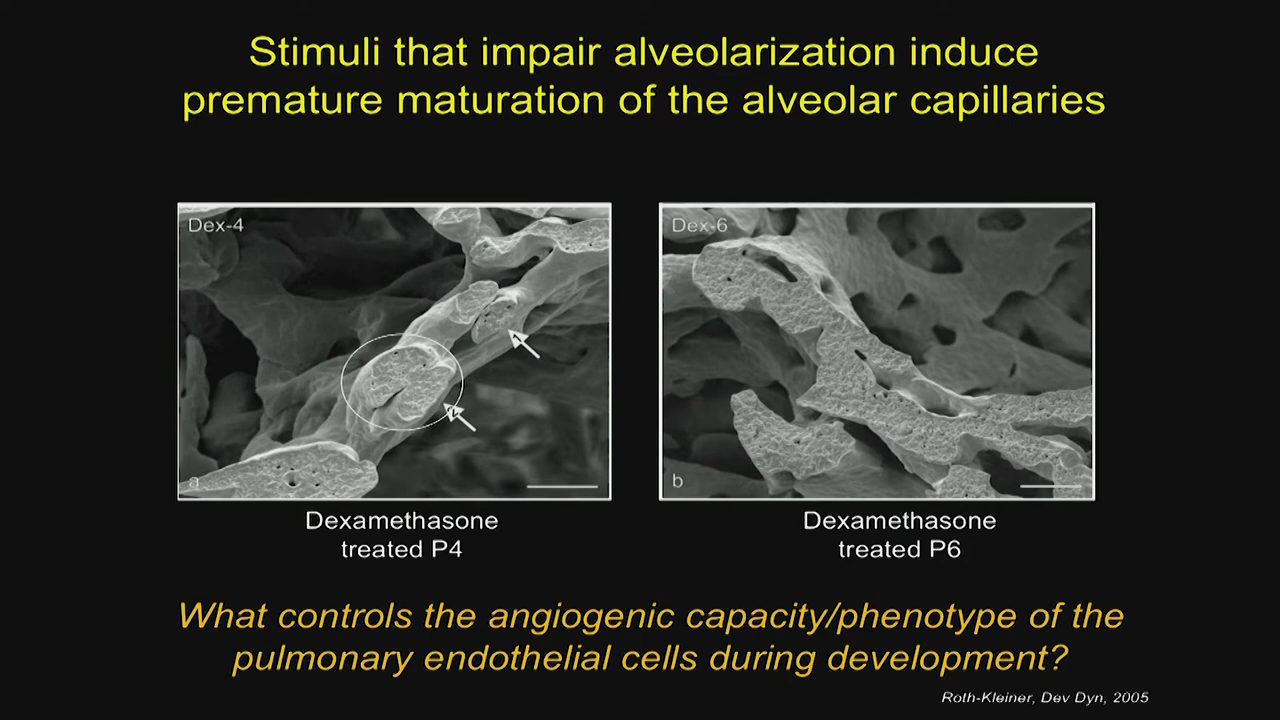 Stimuli that impair alveolarization induce
premature maturation of the alveolar capillaries
Dex-4
Dex-6
1
2
a
b
Dexamethasone
treated P4
Dexamethasone
treated P6
What controls the angiogenic capacity/phenotype of the
pulmonary endothelial cells during development?
Roth-Kleiner, Dev Dyn, 2005